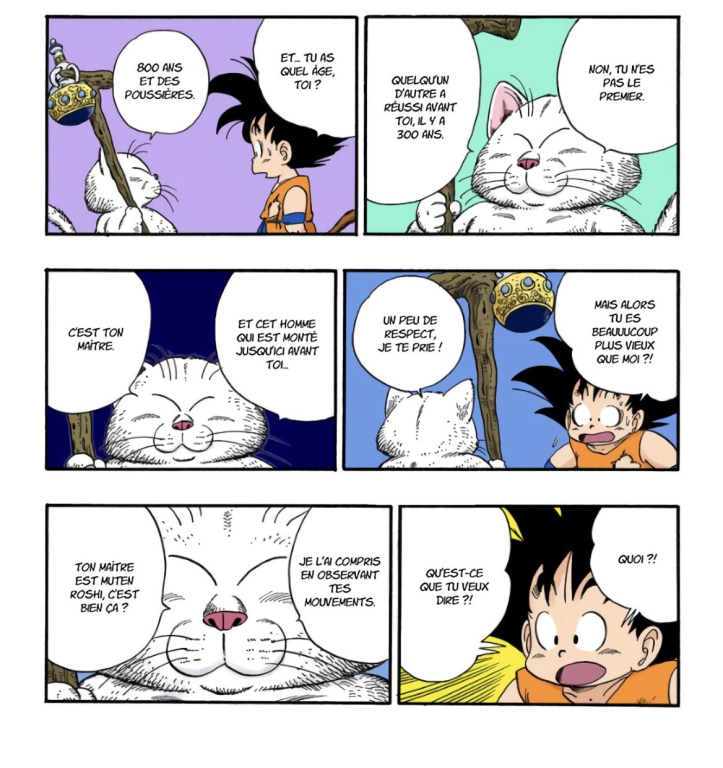 NON, TU N'ES
PAS LE
PREMIER.
QUELQU'UN
D'AUTRE A
RÉUSSI AVANT
TOI, IL Y A
300 ANS.
ET... TU AS
QUEL ÂGE,
TOI ?
800 ANS
ET DES
POUSSIÈRES.
MAIS ALORS
TU ES
BEAUUUCOUP
PLUS VIEUX
QUE MOI ?!
UN PEU DE
RESPECT,
JE TE PRIE !
ET CET HOMME
QUI EST MONTÉ
JUSQU'ICI AVANT
TOI...
C'EST TON
MAÎTRE.
QUOI ?!
QU'EST-CE
QUE TU VEUX
DIRE ?!
JE L'AI COMPRIS
EN OBSERVANT
TES
MOUVEMENTS.
TON MAÎTRE
EST MUTEN
ROSHI, C'EST
BIEN ÇA ?